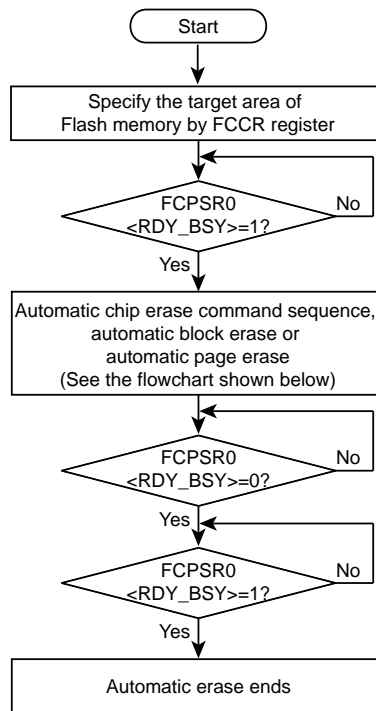 Start
Specify the target area of
Flash memory by FCCR register
FCPSR0
<RDY_BSY>=1?
No
Yes
Automatic chip erase command sequence,
automatic block erase or
automatic page erase
(See the flowchart shown below)
FCPSR0
<RDY_BSY>=0?
No
Yes
FCPSR0
<RDY_BSY>=1?
No
Yes
Automatic erase ends